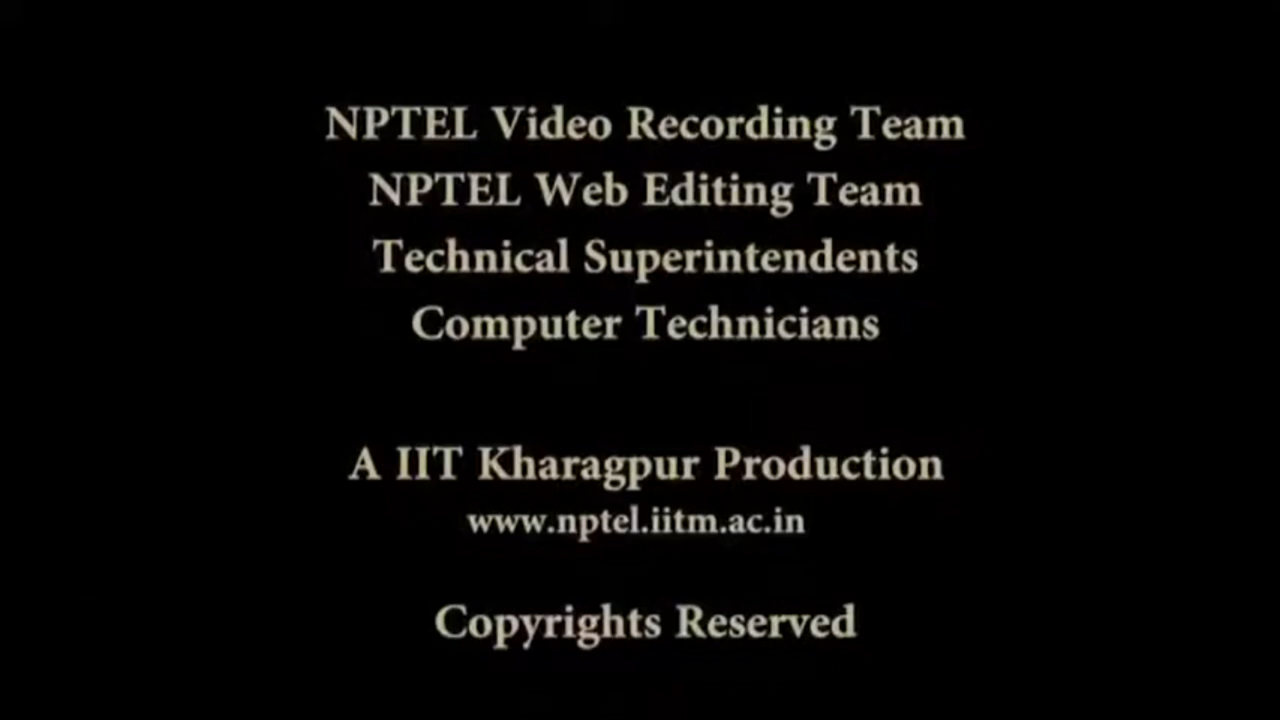 NPTEL Video Recording Team
NPTEL Web Editing Team
Technical Superintendents
Computer Technicians
A IIT Kharagpur Production
www.nptel.iitm.ac.in
Copyrights Reserved